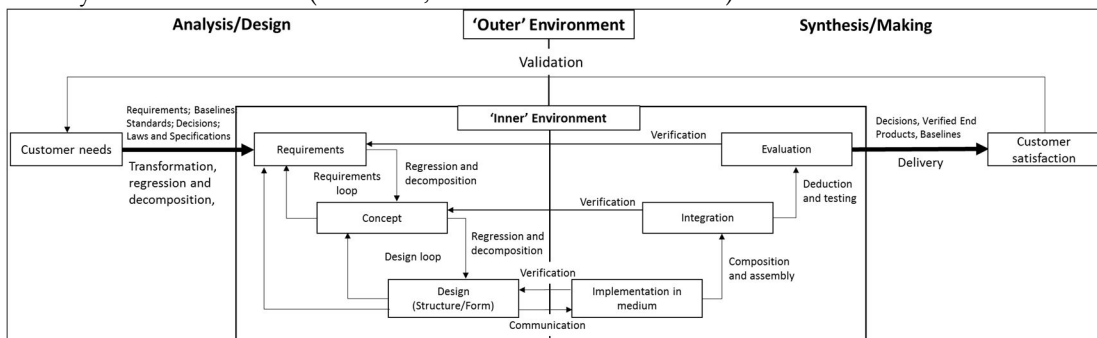 Analysis/Design
'Outer' Environment
Synthesis/Making
Validation
Requirements; Baselines
Standards; Decisions;
Laws and Specifications
'Inner' Environment
Decisions, Verified End
Products, Baselines
Customer needs
Requirements
Verification
Evaluation
Customer
satisfaction
Transformation,
regression and
decomposition,
Delivery
Requirements
loop
Regression and
decomposition
Deduction
and testing
Concept
Verification
Integration
Design loop
Regression and
decomposition
Composition
and assembly
Verification
Design
(Structure/Form)
Implementation in
medium
Communication